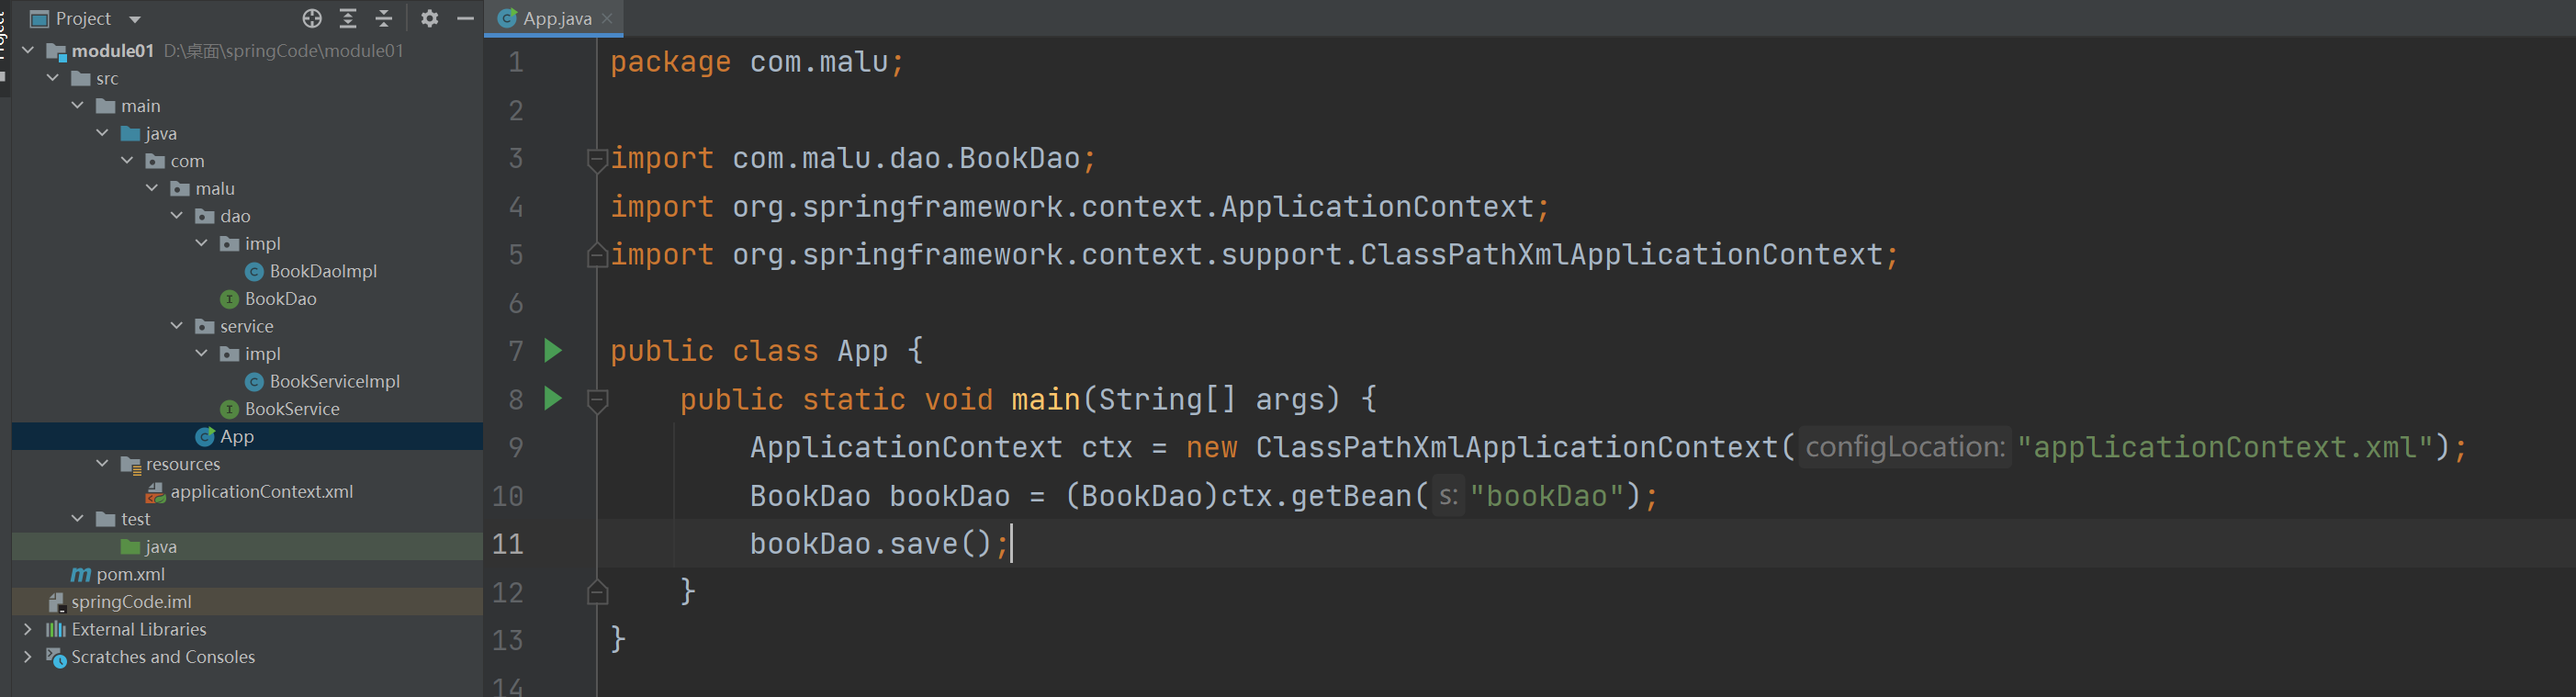 Project
module01 D:\桌面\springCode\module01
src
main
java
com
malu
dao
impl
BookDaoImpl
BookDao
service
impl
BookServiceImpl
BookService
App
resources
applicationContext.xml
test
java
pom.xml
springCode.iml
External Libraries
Scratches and Consoles
App.java
1 package com.malu;
2
3 import com.malu.dao.BookDao;
4 import org.springframework.context.ApplicationContext;
5 import org.springframework.context.support.ClassPathXmlApplicationContext;
6
7 public class App {
8 public static void main(String[] args) {
9 ApplicationContext ctx = new ClassPathXmlApplicationContext( configLocation: "applicationContext.xml");
10 BookDao bookDao = (BookDao)ctx.getBean( s: "bookDao");
11 bookDao.save();
12 }
13 }
14